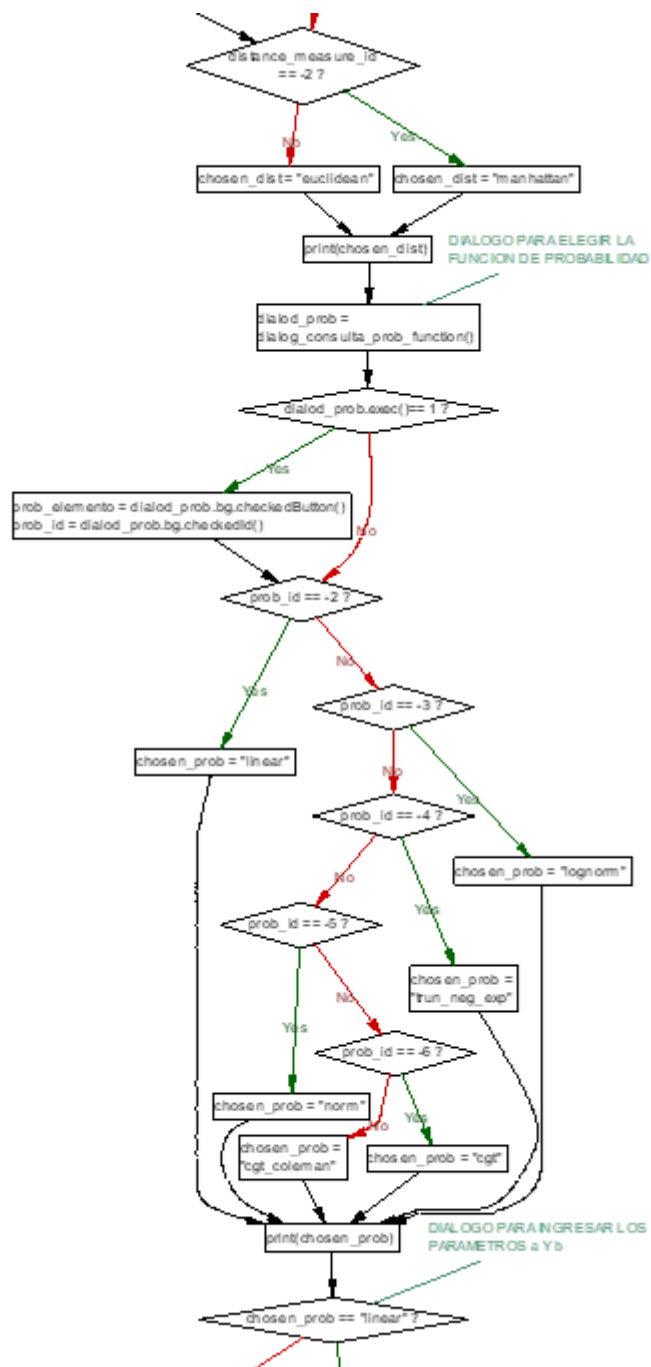 distance_measure_id
== -2 ?
No
Yes
chosen_dist = "euclidean"
chosen_dist = "manhattan"
print(chosen_dist)
DIALOGO PARA ELEGIR LA
FUNCION DE PROBABILIDAD
dialod_prob =
dialog_consulta_prob_function()
dialod_prob.exec()== 1 ?
Yes
No
prob_elemento = dialod_prob.bg.checkedButton()
prob_id = dialod_prob.bg.checkedId()
prob_id == -2 ?
No
Yes
prob_id == -3 ?
chosen_prob = "linear"
No
Yes
prob_id == -4 ?
chosen_prob = "lognorm"
No
Yes
prob_id == -5 ?
chosen_prob =
"trun_neg_exp"
No
Yes
prob_id == -6 ?
chosen_prob = "norm"
No
Yes
chosen_prob =
"cgt_coleman"
chosen_prob = "cgt"
print(chosen_prob)
DIALOGO PARA INGRESAR LOS
PARAMETROS a Y b
chosen_prob == "linear" ?